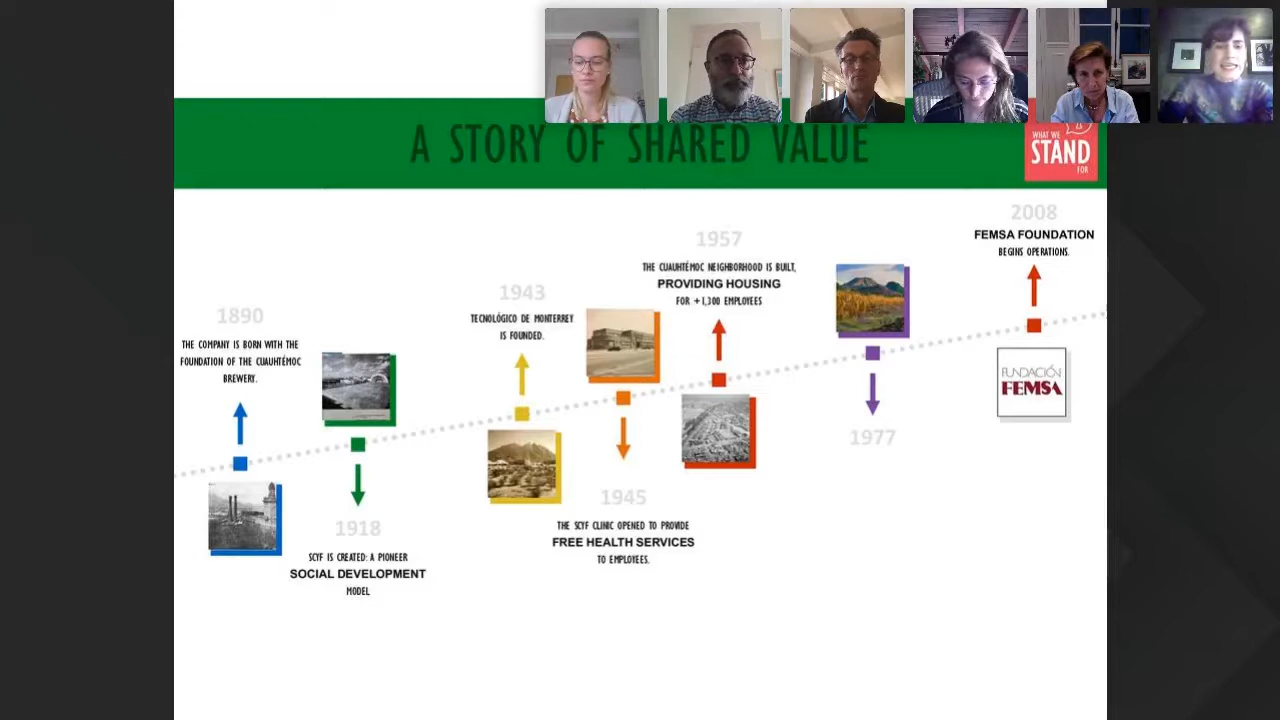 A STORY OF SHARED VALUE
WHAT WE
STAND
FOR
1890
THE COMPANY IS BORN WITH THE
FOUNDATION OF THE CUAUHTÉMOC
BREWERY.
1918
SCYF IS CREATED: A PIONEER
SOCIAL DEVELOPMENT
MODEL
1943
TECNOLÓGICO DE MONTERREY
IS FOUNDED.
1945
THE SCYF CLINIC OPENED TO PROVIDE
FREE HEALTH SERVICES
TO EMPLOYEES.
1957
THE CUAUHTÉMOC NEIGHBORHOOD IS BUILT,
PROVIDING HOUSING
FOR +1,300 EMPLOYEES
1977
2008
FEMSA FOUNDATION
BEGINS OPERATIONS.
FUNDACIÓN
FEMSA